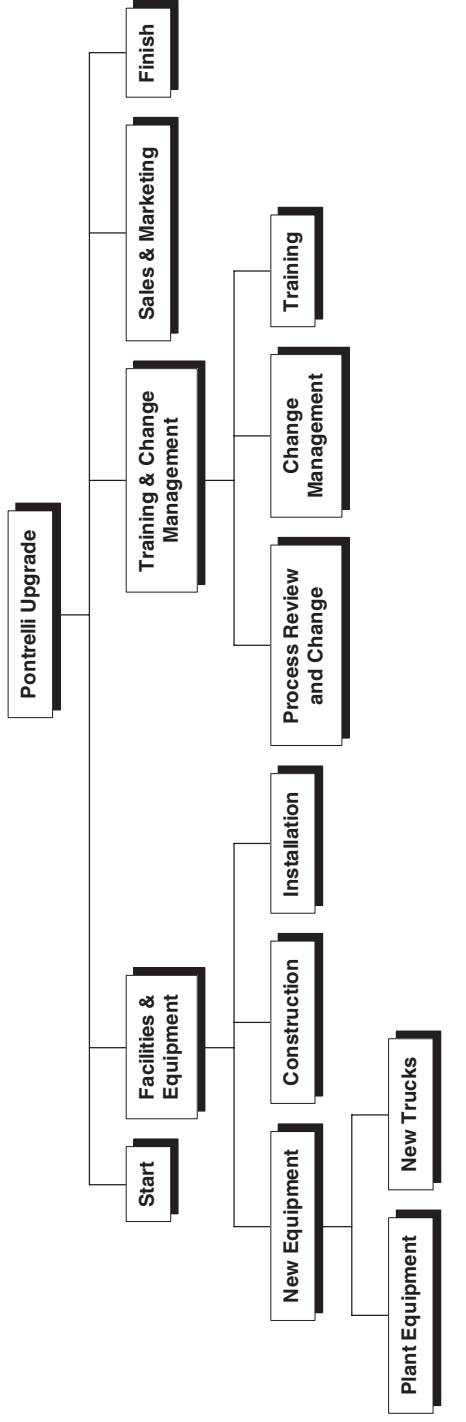 Pontrelli Upgrade
Start
Facilities &
Equipment
Training & Change
Management
Sales & Marketing
Finish
New Equipment
Construction
Installation
Process Review
and Change
Change
Management
Training
Plant Equipment
New Trucks